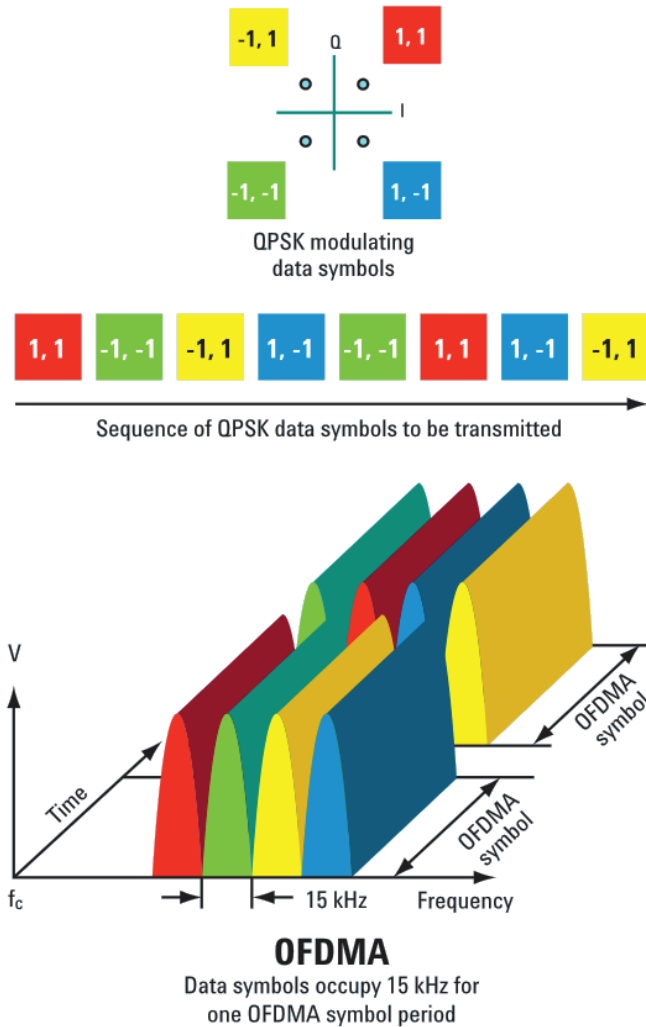 -1, 1
1, 1
Q
I
-1, -1
1, -1
QPSK modulating
data symbols
1, 1
-1, -1
-1, 1
1, -1
-1, -1
1, 1
1, -1
-1, 1
Sequence of QPSK data symbols to be transmitted
V
Time
OFDMA
symbol
OFDMA
symbol
fc
15 kHz
Frequency
OFDMA
Data symbols occupy 15 kHz for
one OFDMA symbol period